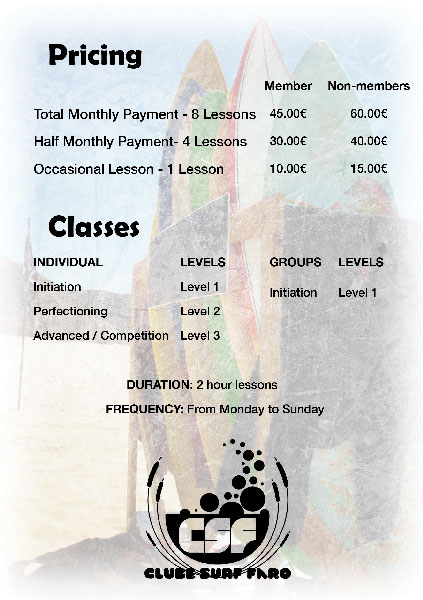 Pricing
Member Non-members
Total Monthly Payment - 8 Lessons 45.00€ 60.00€
Half Monthly Payment- 4 Lessons 30.00€ 40.00€
Occasional Lesson - 1 Lesson 10.00€ 15.00€
Classes
INDIVIDUAL LEVELS GROUPS LEVELS
Initiation Level 1 Initiation Level 1
Perfectioning Level 2
Advanced / Competition Level 3
DURATION: 2 hour lessons
FREQUENCY: From Monday to Sunday
CSF
CLUBE SURF FARO